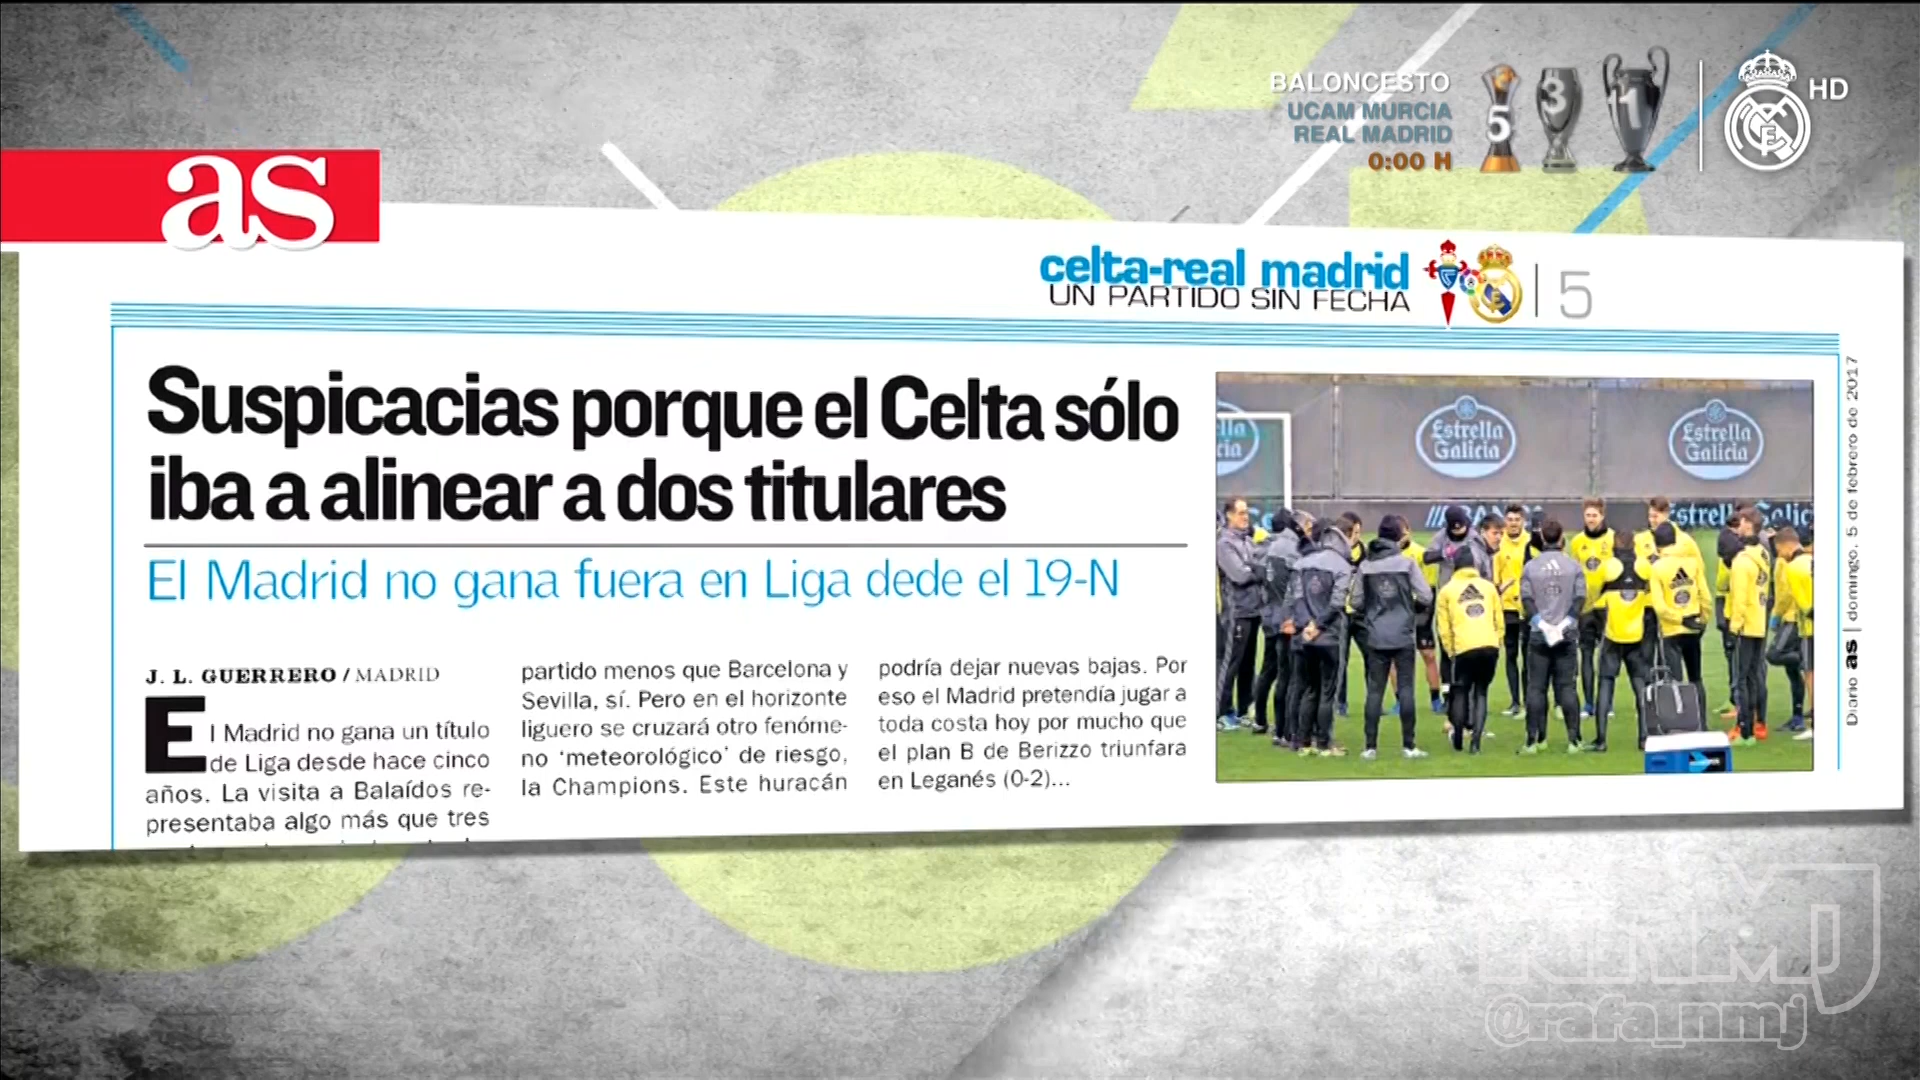 BALONCESTO
UCAM MURCIA
REAL MADRID
0:00 H
5
3
11
HD
as
celta-real madrid
UN PARTIDO SIN FECHA
5
Suspicacias porque el Celta sólo
iba a alinear a dos titulares
El Madrid no gana fuera en Liga dede el 19-N
J. L. GUERRERO / MADRID
El Madrid no gana un título
de Liga desde hace cinco
años. La visita a Balaídos re-
presentaba algo más que tres
partido menos que Barcelona y
Sevilla, sí. Pero en el horizonte
liguero se cruzará otro fenóme-
no ‘meteorológico’ de riesgo,
la Champions. Este huracán
podría dejar nuevas bajas. Por
eso el Madrid pretendía jugar a
toda costa hoy por mucho que
el plan B de Berizzo triunfara
en Leganés (0-2)...
Estrella
Galicia
Estrella
Galicia
Estrella Galicia
Diario as | domingo, 5 de febrero de 2017
@rafa_nmj